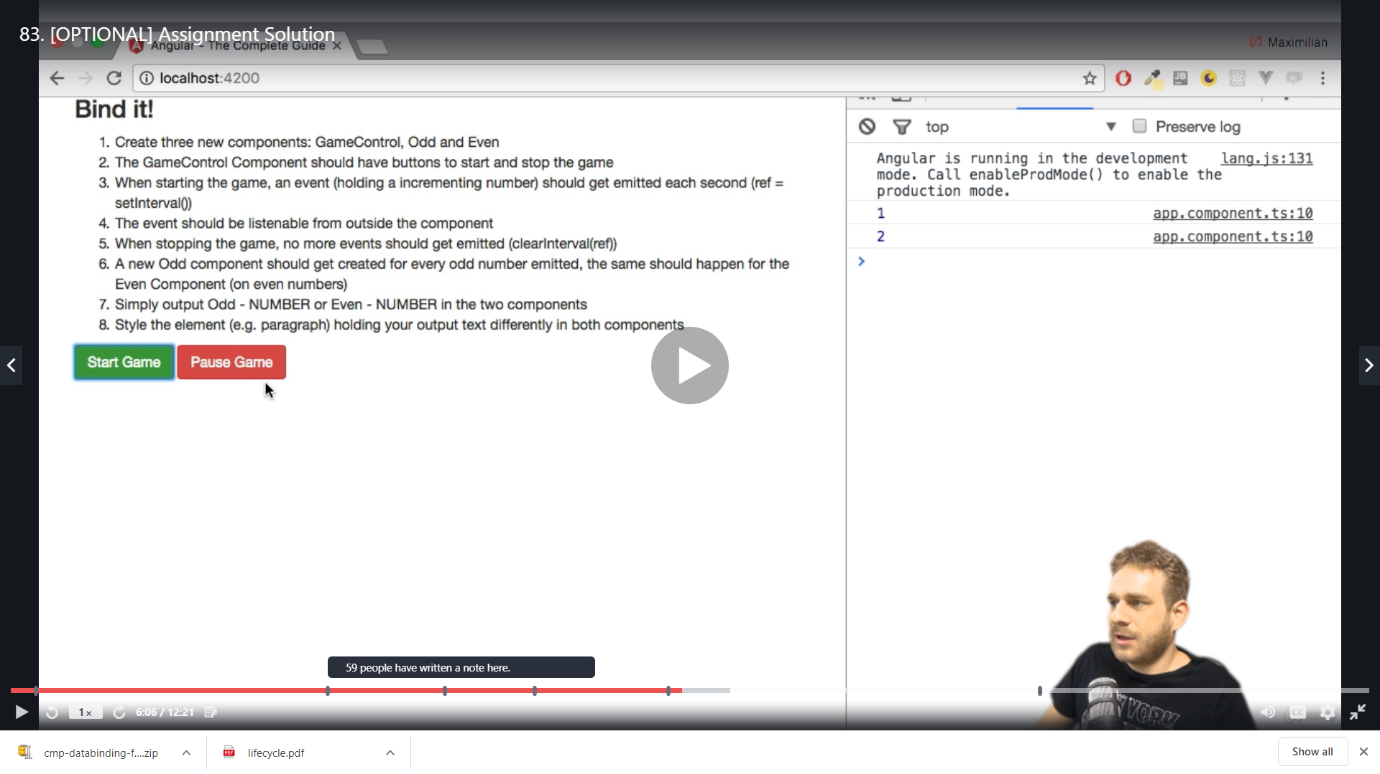 83. [OPTIONAL] Assignment Solution
Angular - The Complete Guide
Maximilian
localhost:4200
Bind it!
1. Create three new components: GameControl, Odd and Even
2. The GameControl Component should have buttons to start and stop the game
3. When starting the game, an event (holding a incrementing number) should get emitted each second (ref =
setInterval())
4. The event should be listenable from outside the component
5. When stopping the game, no more events should get emitted (clearInterval(ref))
6. A new Odd component should get created for every odd number emitted, the same should happen for the
Even Component (on even numbers)
7. Simply output Odd - NUMBER or Even - NUMBER in the two components
8. Style the element (e.g. paragraph) holding your output text differently in both components
Start Game
Pause Game
top
Preserve log
Angular is running in the development lang.js:131
mode. Call enableProdMode() to enable the
production mode.
1 app.component.ts:10
2 app.component.ts:10
59 people have written a note here.
1x
6:06 / 12:21
CC
cmp-databinding-f....zip
PDF
lifecycle.pdf
Show all